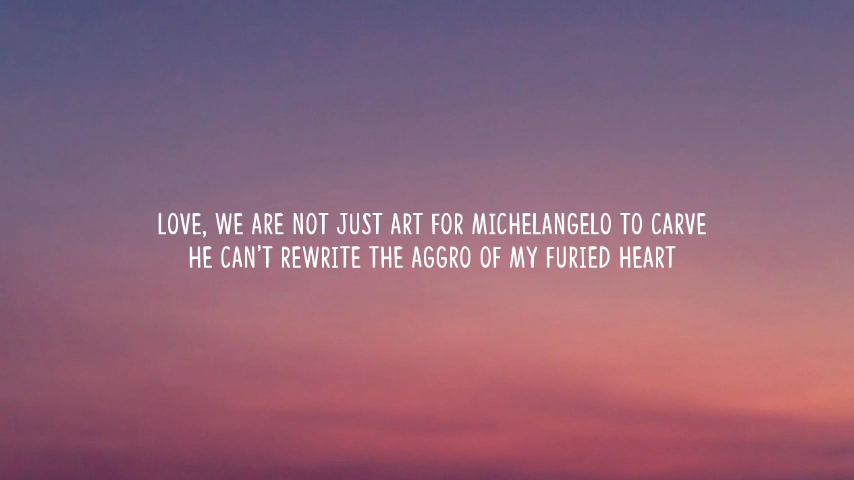 LOVE, WE ARE NOT JUST ART FOR MICHELANGELO TO CARVE
HE CAN'T REWRITE THE AGGRO OF MY FURIED HEART